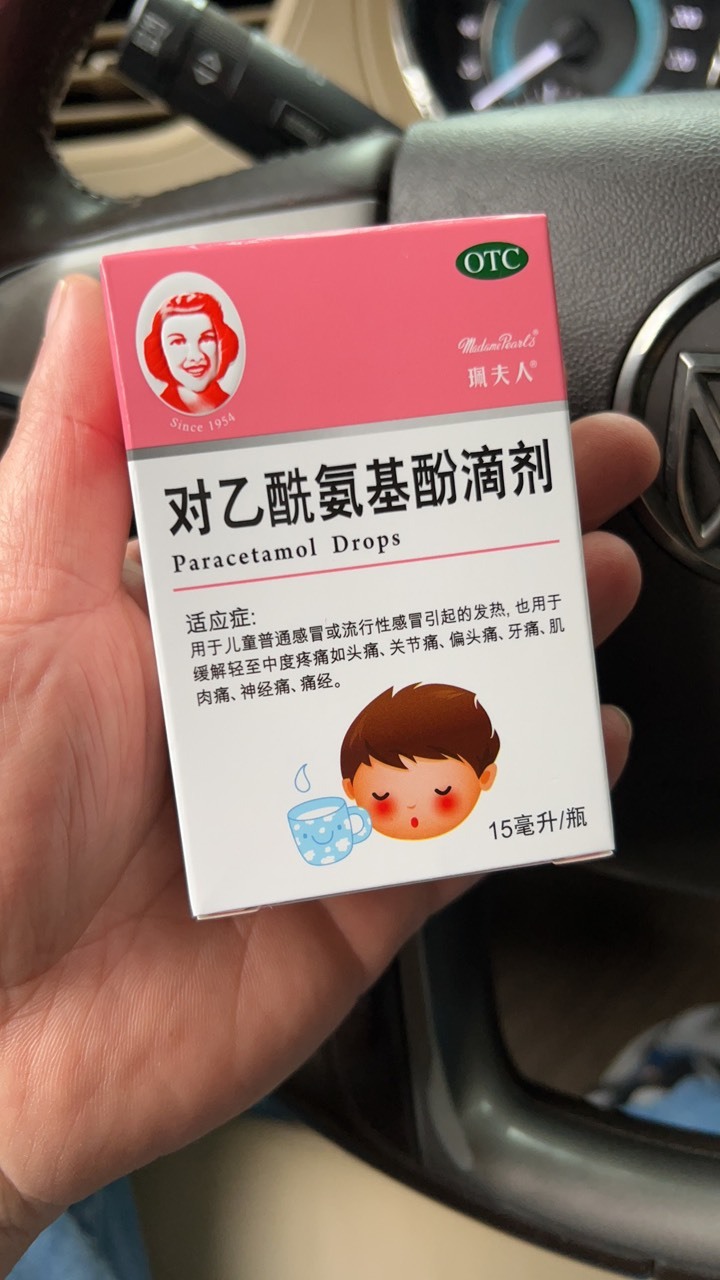 OTC
MadamePearl's®
珮夫人®
Since 1954
对乙酰氨基酚滴剂
Paracetamol Drops
适应症:
用于儿童普通感冒或流行性感冒引起的发热, 也用于
缓解轻至中度疼痛如头痛、关节痛、偏头痛、牙痛、肌
肉痛、神经痛、痛经。
15毫升/瓶